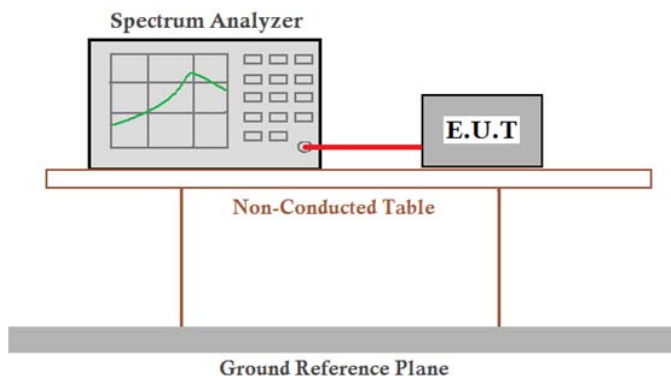 Spectrum Analyzer
E.U.T
Non-Conducted Table
Ground Reference Plane